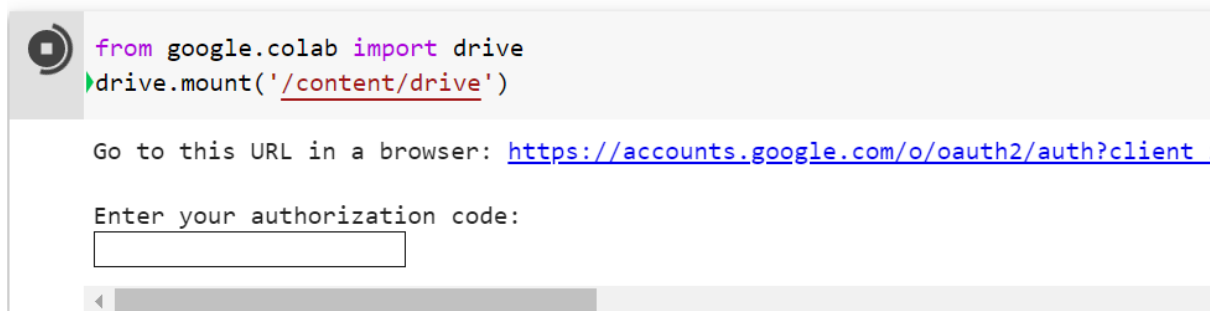 from google.colab import drive
drive.mount('/content/drive')
Go to this URL in a browser: https://accounts.google.com/o/oauth2/auth?client_
Enter your authorization code: